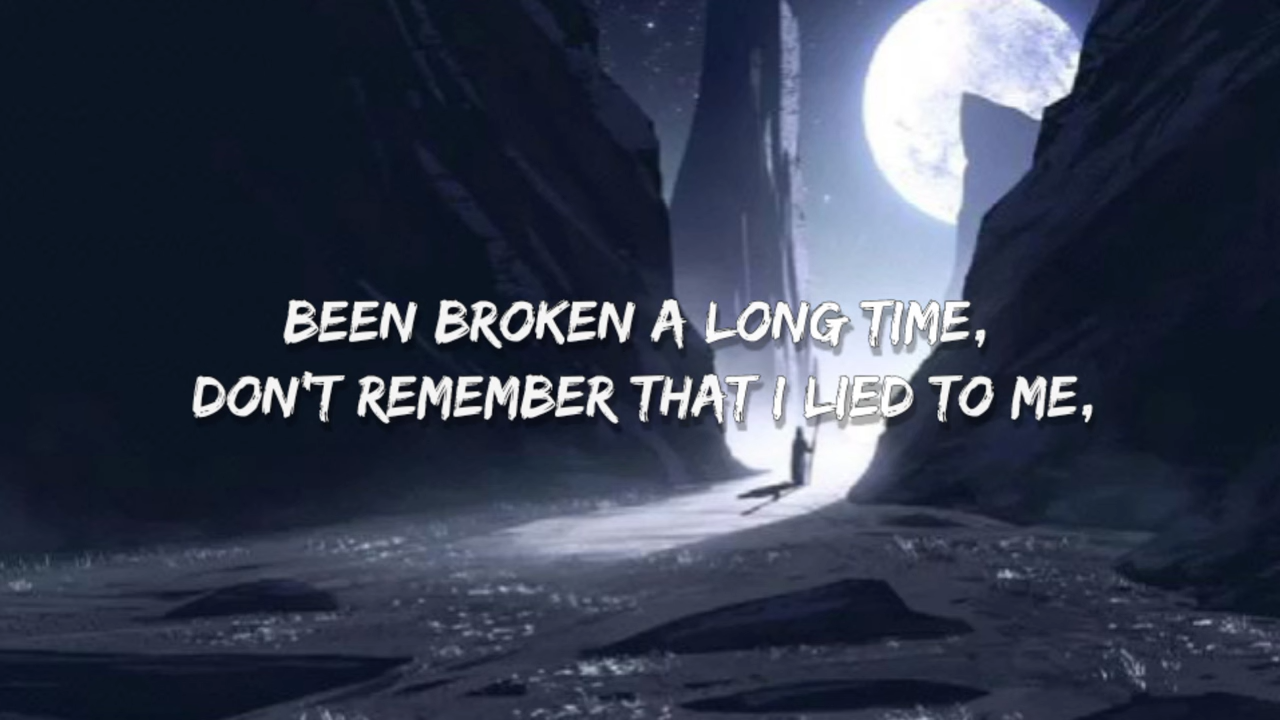 BEEN BROKEN A LONG TIME,
DON'T REMEMBER THAT I LIED TO ME,